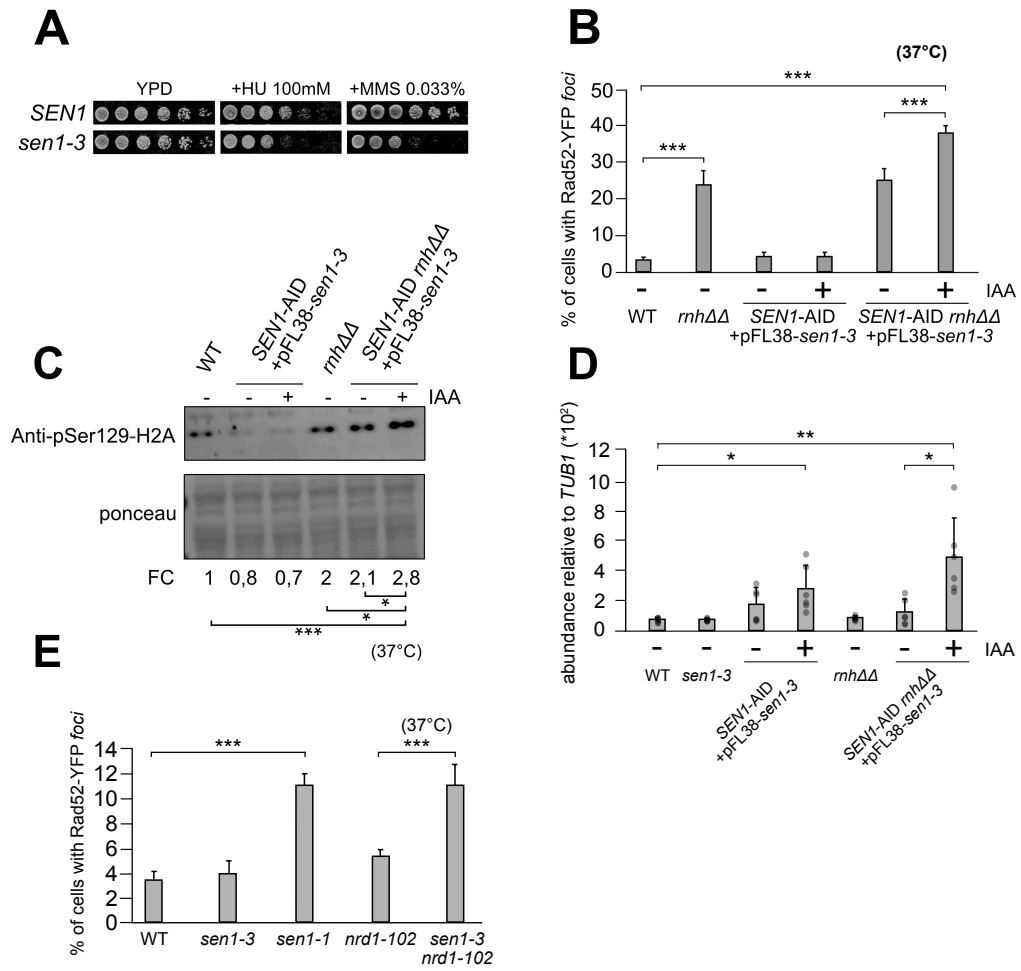 A
YPD
+HU 100mM
+MMS 0.033%
SEN1
sen1-3
B
(37°C)
% of cells with Rad52-YFP foci
50
40
30
20
10
0
***
***
***
- - - + - + IAA
WT
rnhΔΔ
SEN1-AID
+pFL38-sen1-3
SEN1-AID rnhΔΔ
+pFL38-sen1-3
C
WT
SEN1-AID
+pFL38-sen1-3
rnhΔΔ
SEN1-AID rnhΔΔ
+pFL38-sen1-3
- - + - - + IAA
Anti-pSer129-H2A
ponceau
FC 1 0,8 0,7 2 2,1 2,8
*
*
***
(37°C)
D
abundance relative to TUB1 (*10²)
12
10
8
6
4
2
0
**
*
*
- - - + - - + IAA
WT
sen1-3
SEN1-AID
+pFL38-sen1-3
rnhΔΔ
SEN1-AID rnhΔΔ
+pFL38-sen1-3
E
(37°C)
% of cells with Rad52-YFP foci
14
12
10
8
6
4
2
0
***
***
WT
sen1-3
sen1-1
nrd1-102
sen1-3
nrd1-102